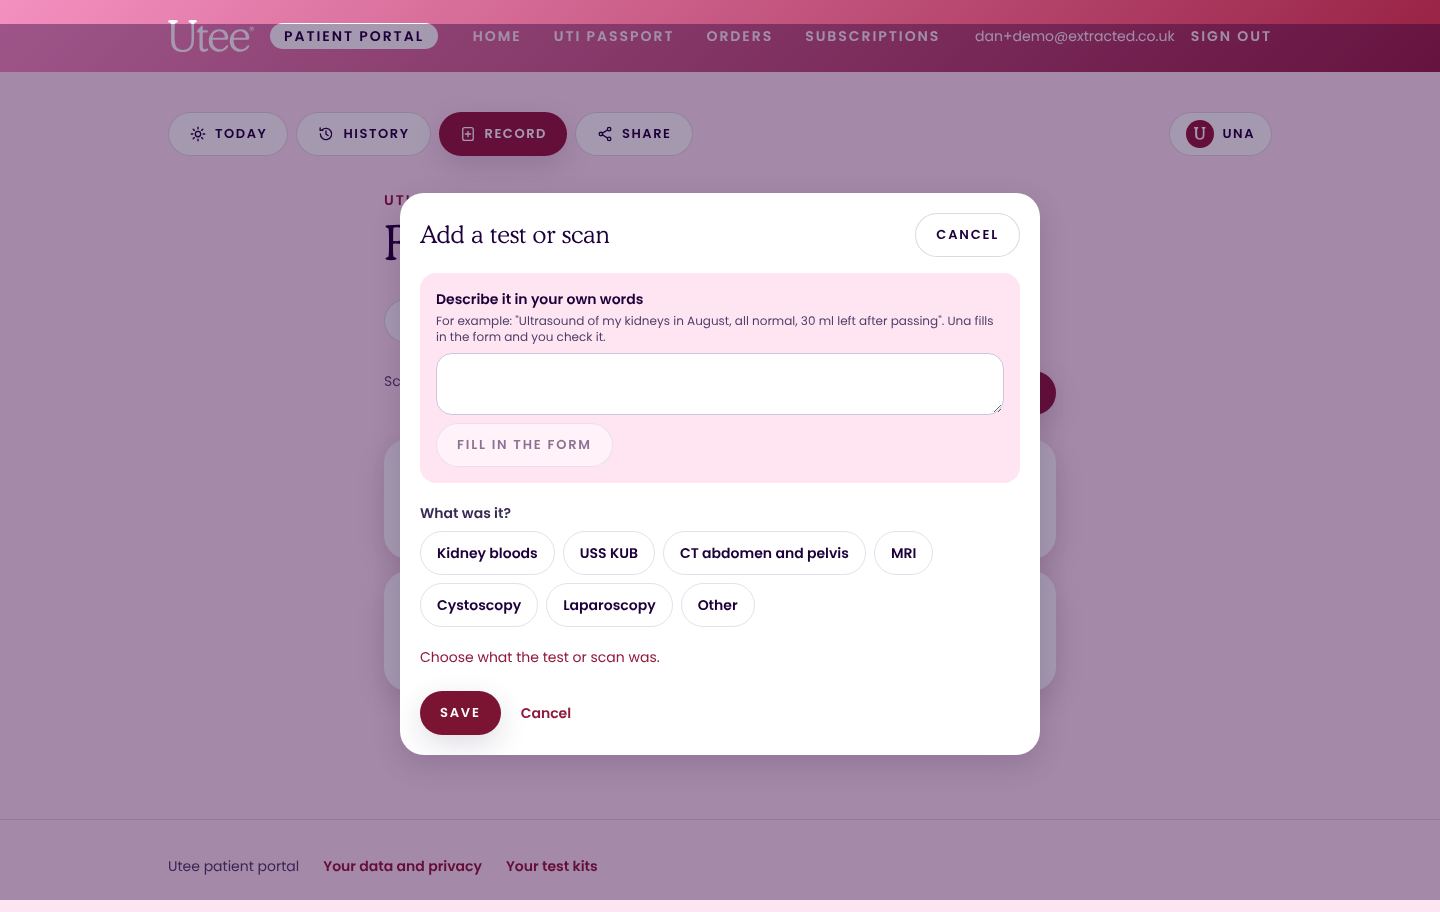 Utee
PATIENT PORTAL
HOME
UTI PASSPORT
ORDERS
SUBSCRIPTIONS
dan+demo@extracted.co.uk
SIGN OUT
TODAY
HISTORY
RECORD
SHARE
U UNA
Add a test or scan
CANCEL
Describe it in your own words
For example: "Ultrasound of my kidneys in August, all normal, 30 ml left after passing". Una fills
in the form and you check it.
FILL IN THE FORM
What was it?
Kidney bloods
USS KUB
CT abdomen and pelvis
MRI
Cystoscopy
Laparoscopy
Other
Choose what the test or scan was.
SAVE
Cancel
Utee patient portal
Your data and privacy
Your test kits